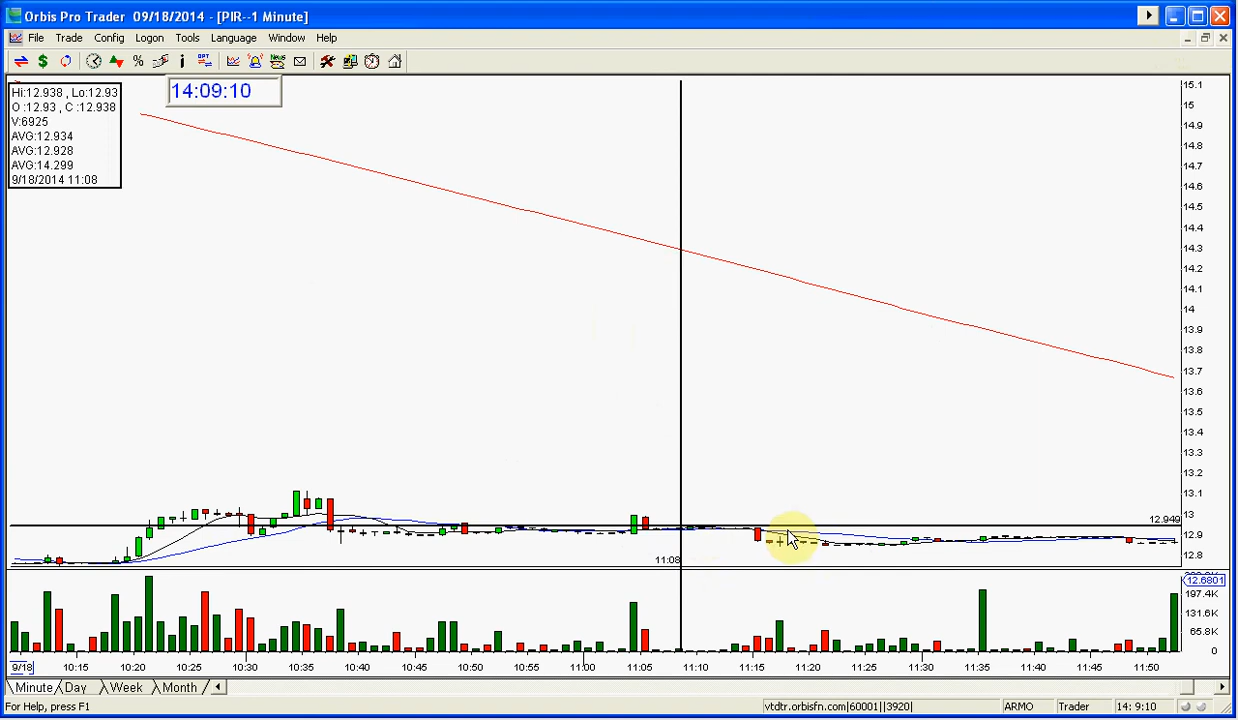 Orbis Pro Trader 09/18/2014 - [PIR--1 Minute]
File Trade Config Logon Tools Language Window Help
14:09:10
Hi:12.938 , Lo:12.93
O :12.93 , C :12.938
V:6925
AVG:12.934
AVG:12.928
AVG:14.299
9/18/2014 11:08
15.1
15
14.9
14.8
14.7
14.6
14.5
14.4
14.3
14.2
14.1
14
13.9
13.8
13.7
13.6
13.5
13.4
13.3
13.2
13.1
13
12.949
12.9
12.8
11:08
12.6801
197.4K
131.6K
65.8K
0
9/18 10:15 10:20 10:25 10:30 10:35 10:40 10:45 10:50 10:55 11:00 11:05 11:10 11:15 11:20 11:25 11:30 11:35 11:40 11:45 11:50
Minute Day Week Month
For Help, press F1
vtdtr.orbisfn.com|60001||3920|
ARMO
Trader
14: 9:10